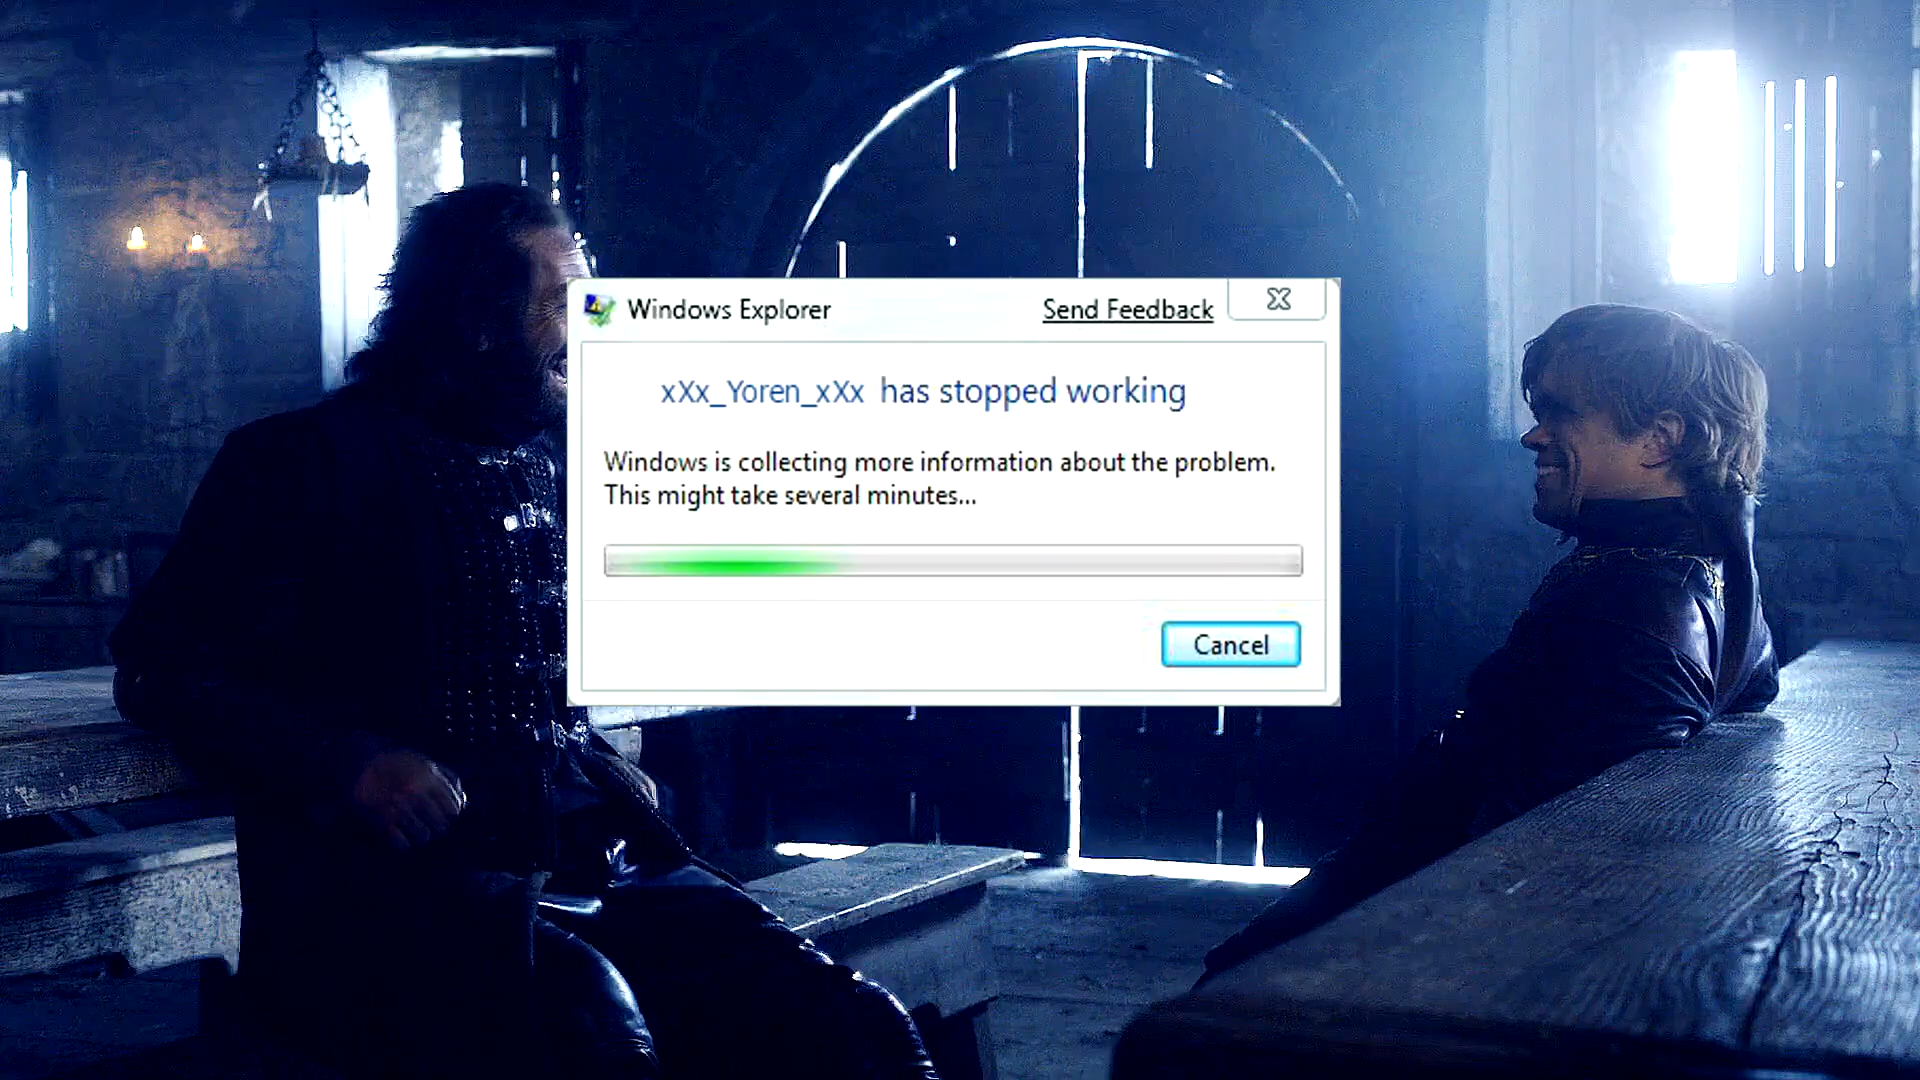 Windows Explorer
Send Feedback
xXx_Yoren_xXx has stopped working
Windows is collecting more information about the problem.
This might take several minutes...
Cancel